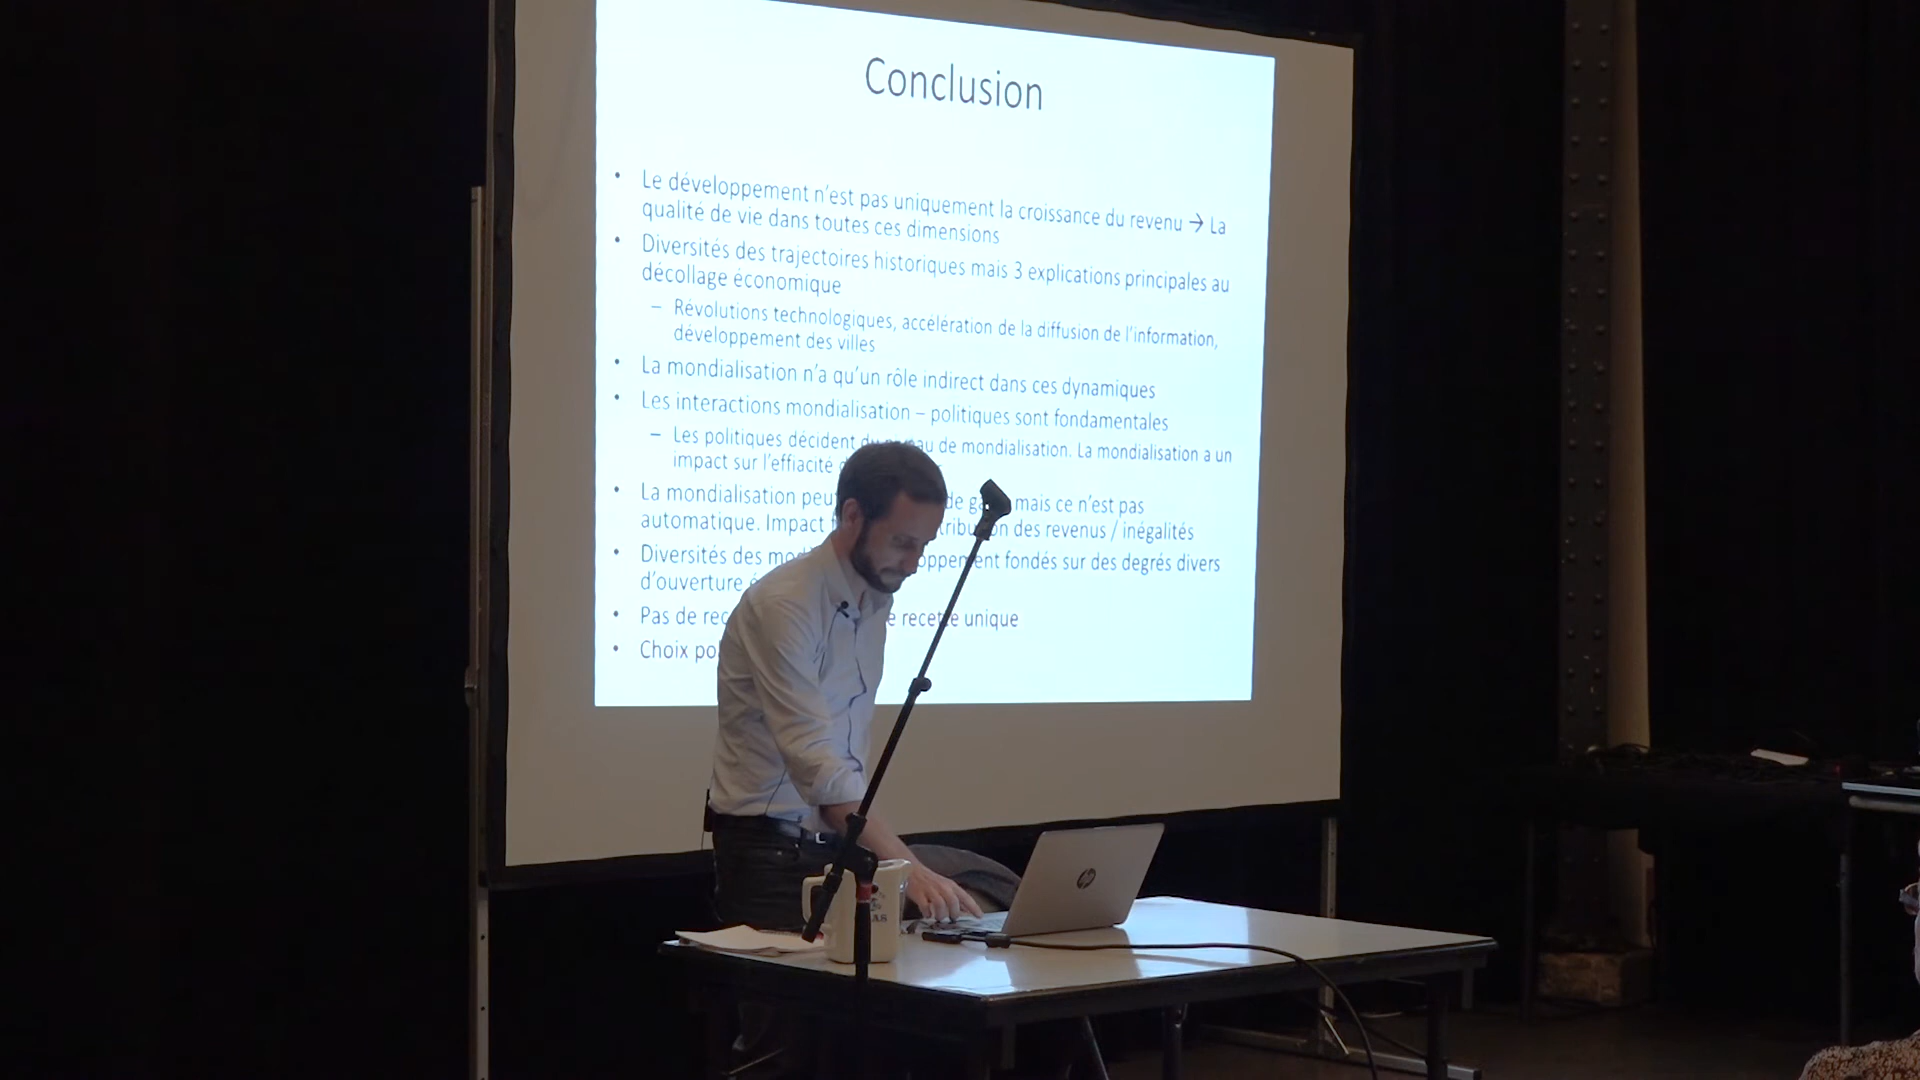 Conclusion
• Le développement n'est pas uniquement la croissance du revenu → La
qualité de vie dans toutes ces dimensions
• Diversités des trajectoires historiques mais 3 explications principales au
décollage économique
– Révolutions technologiques, accélération de la diffusion de l'information,
développement des villes
• La mondialisation n'a qu'un rôle indirect dans ces dynamiques
• Les interactions mondialisation – politiques sont fondamentales
– Les politiques décident de mondialisation. La mondialisation a un
impact sur l'effiacité
• La mondialisation peut de mais ce n'est pas
automatique. Impact des revenus / inégalités
• Diversités des fondés sur des degrés divers
d'ouverture
• Pas de recette unique
• Choix
hp